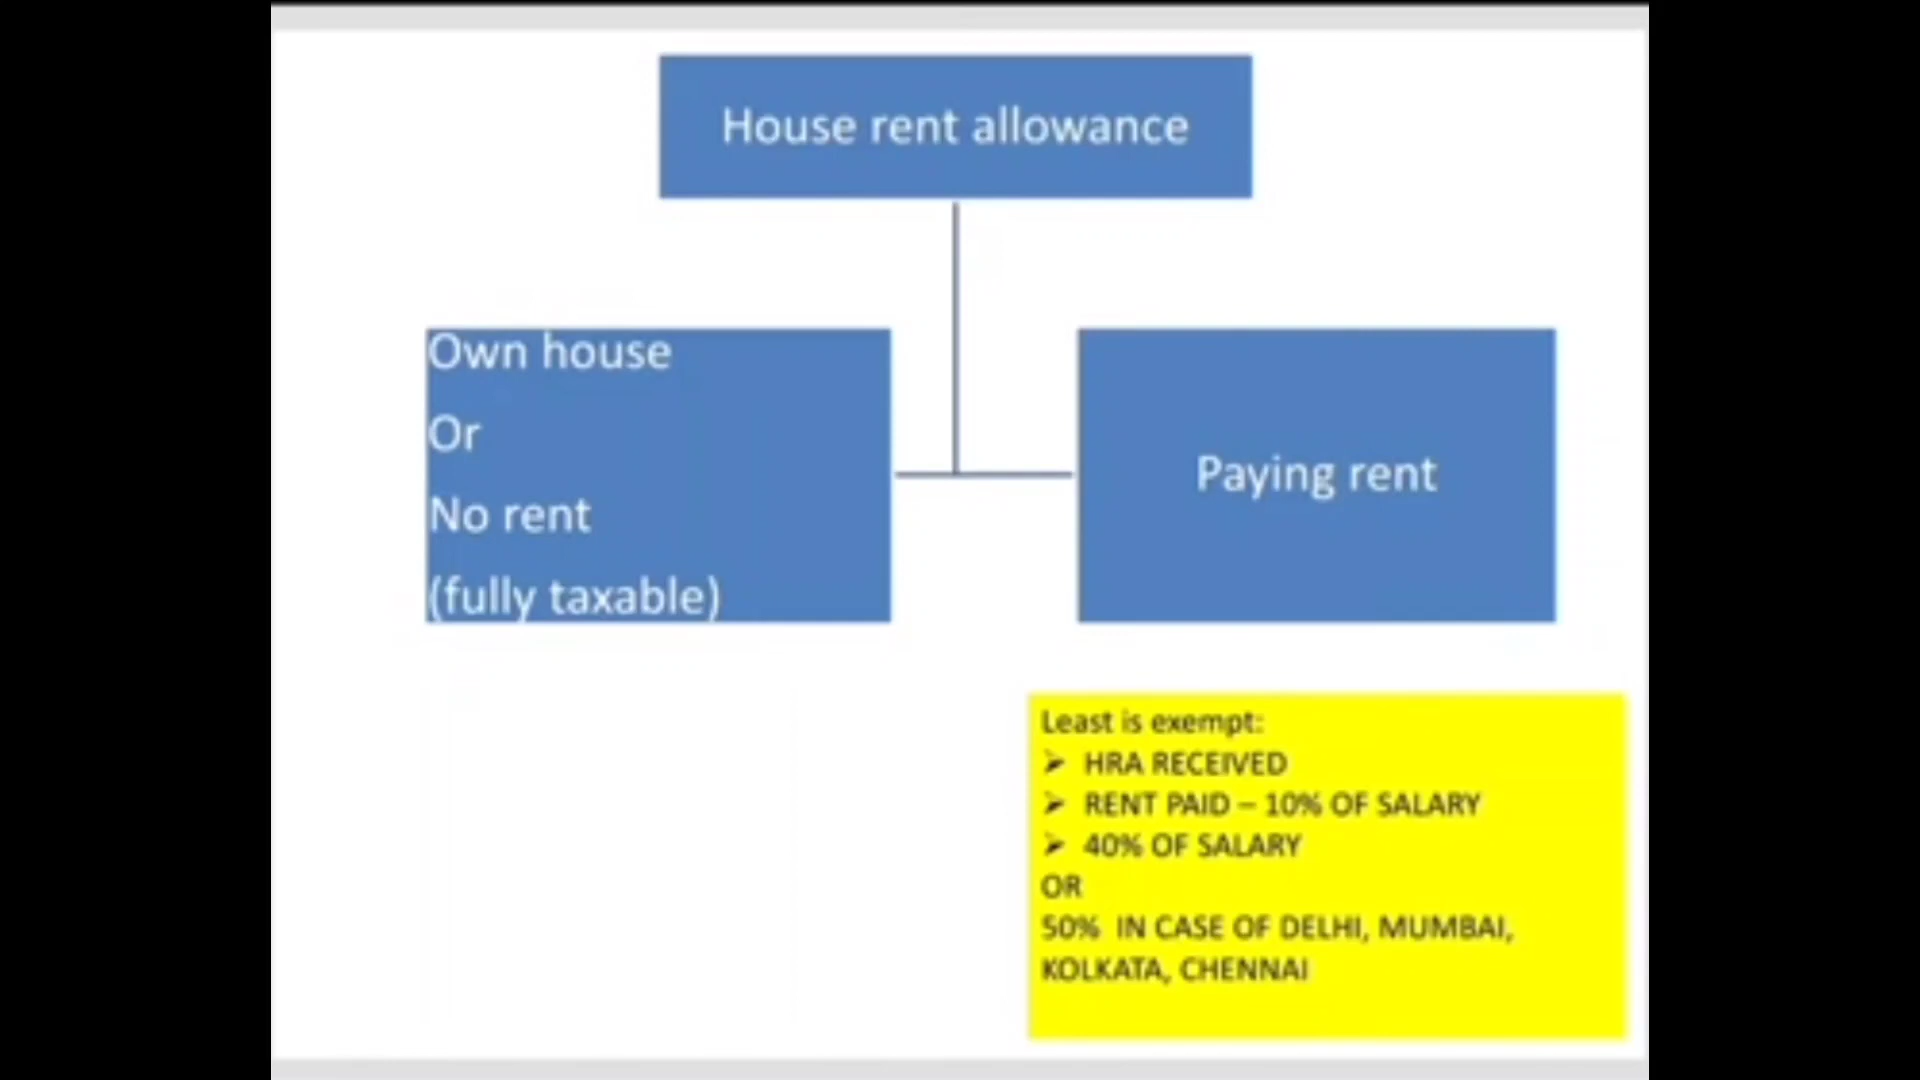 House rent allowance
Own house
Or
No rent
(fully taxable)
Paying rent
Least is exempt:
➢ HRA RECEIVED
➢ RENT PAID – 10% OF SALARY
➢ 40% OF SALARY
OR
50% IN CASE OF DELHI, MUMBAI,
KOLKATA, CHENNAI